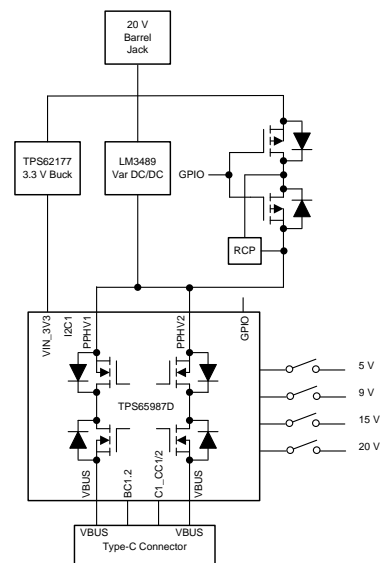 20 V
Barrel
Jack
TPS62177
3.3 V Buck
LM3489
Var DC/DC
GPIO
RCP
VIN_3V3
I2C1
PPHV1
PPHV2
GPIO
TPS65987D
5 V
9 V
15 V
20 V
VBUS
BC1.2
C1_CC1/2
VBUS
VBUS
VBUS
Type-C Connector